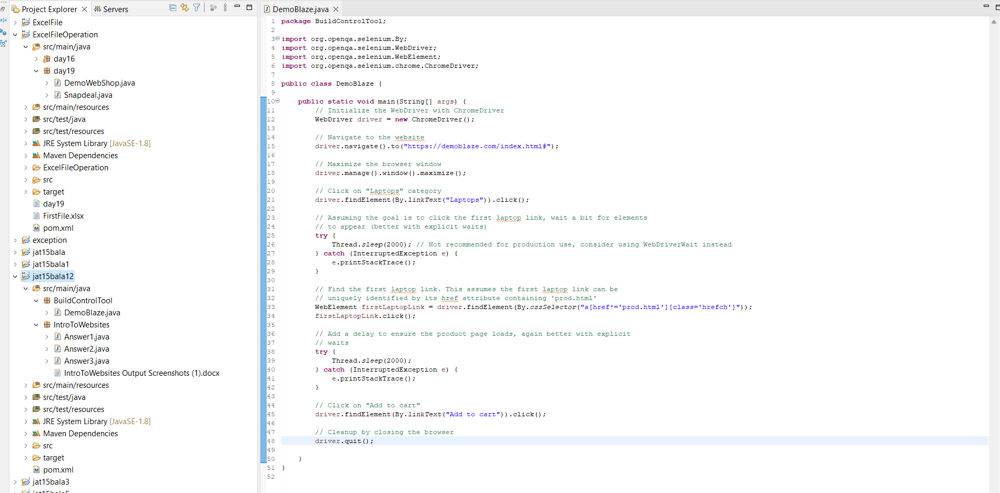 Project Explorer
Servers
ExcelFile
ExcelFileOperation
src/main/java
day16
day19
DemoWebShop.java
Snapdeal.java
src/main/resources
src/test/java
src/test/resources
JRE System Library [JavaSE-1.8]
Maven Dependencies
ExcelFileOperation
src
target
day19
FirstFile.xlsx
pom.xml
exception
jat15bala
jat15bala1
jat15bala12
src/main/java
BuildControlTool
DemoBlaze.java
IntroToWebsites
Answer1.java
Answer2.java
Answer3.java
IntroToWebsites Output Screenshots (1).docx
src/main/resources
src/test/java
src/test/resources
JRE System Library [JavaSE-1.8]
Maven Dependencies
src
target
pom.xml
jat15bala3
DemoBlaze.java
1 package BuildControlTool;
2
3 import org.openqa.selenium.By;
4 import org.openqa.selenium.WebDriver;
5 import org.openqa.selenium.WebElement;
6 import org.openqa.selenium.chrome.ChromeDriver;
7
8 public class DemoBlaze {
9
10     public static void main(String[] args) {
11         // Initialize the WebDriver with ChromeDriver
12         WebDriver driver = new ChromeDriver();
13
14         // Navigate to the website
15         driver.navigate().to("https://demoblaze.com/index.html#");
16
17         // Maximize the browser window
18         driver.manage().window().maximize();
19
20         // Click on "Laptops" category
21         driver.findElement(By.linkText("Laptops")).click();
22
23         // Assuming the goal is to click the first laptop link, wait a bit for elements
24         // to appear (better with explicit waits)
25         try {
26             Thread.sleep(2000); // Not recommended for production use, consider using WebDriverWait instead
27         } catch (InterruptedException e) {
28             e.printStackTrace();
29         }
30
31         // Find the first laptop link. This assumes the first laptop link can be
32         // uniquely identified by its href attribute containing 'prod.html'
33         WebElement firstLaptopLink = driver.findElement(By.cssSelector("a[href*='prod.html'][class='hrefch']"));
34         firstLaptopLink.click();
35
36         // Add a delay to ensure the product page loads, again better with explicit
37         // waits
38         try {
39             Thread.sleep(2000);
40         } catch (InterruptedException e) {
41             e.printStackTrace();
42         }
43
44         // Click on "Add to cart"
45         driver.findElement(By.linkText("Add to cart")).click();
46
47         // Cleanup by closing the browser
48         driver.quit();
49
50     }
51 }
52